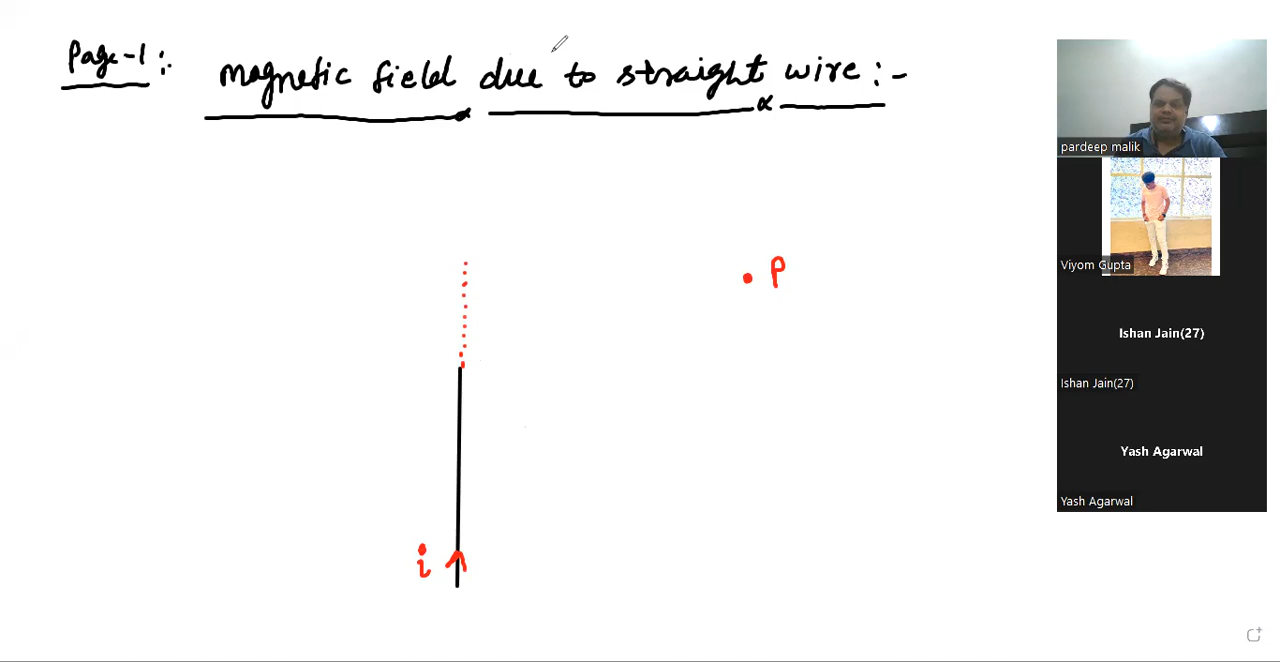 Page-1:
magnetic field due to straight wire:-
P
i
pardeep malik
Viyom Gupta
Ishan Jain(27)
Ishan Jain(27)
Yash Agarwal
Yash Agarwal